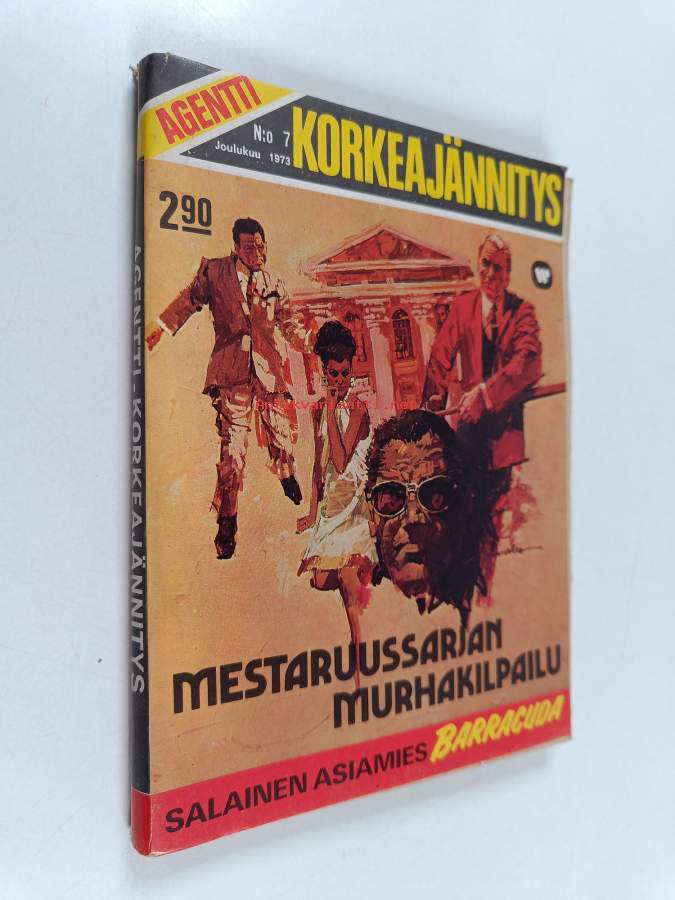 AGENTTI
N:o 7
Joulukuu 1973
KORKEAJÄNNITYS
2.90
W
AGENTTI-KORKEAJÄNNITYS
MESTARUUSSARJAN
MURHAKILPAILU
SALAINEN ASIAMIES BARRACUDA